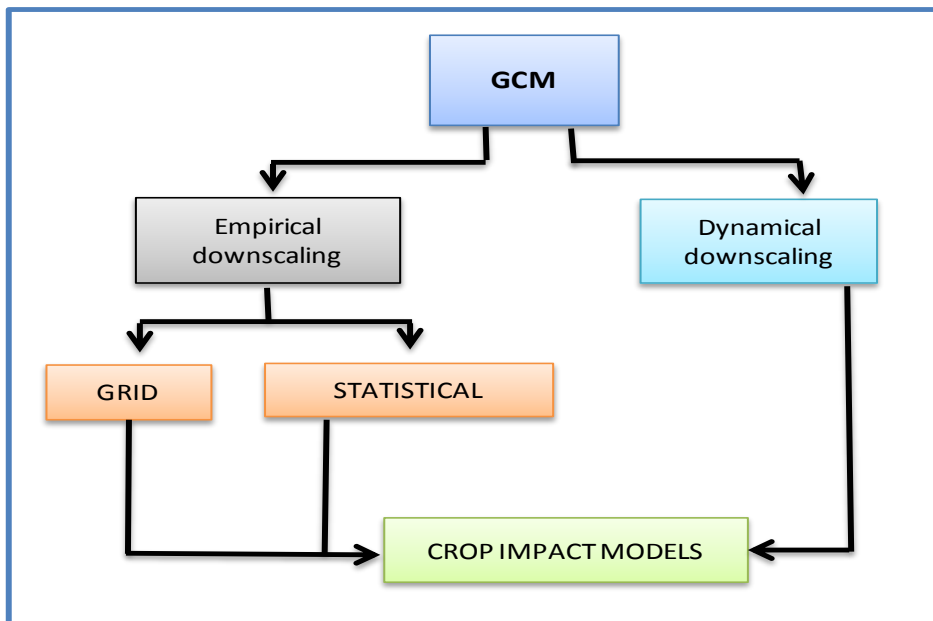 GCM
Empirical
downscaling
Dynamical
downscaling
GRID
STATISTICAL
CROP IMPACT MODELS